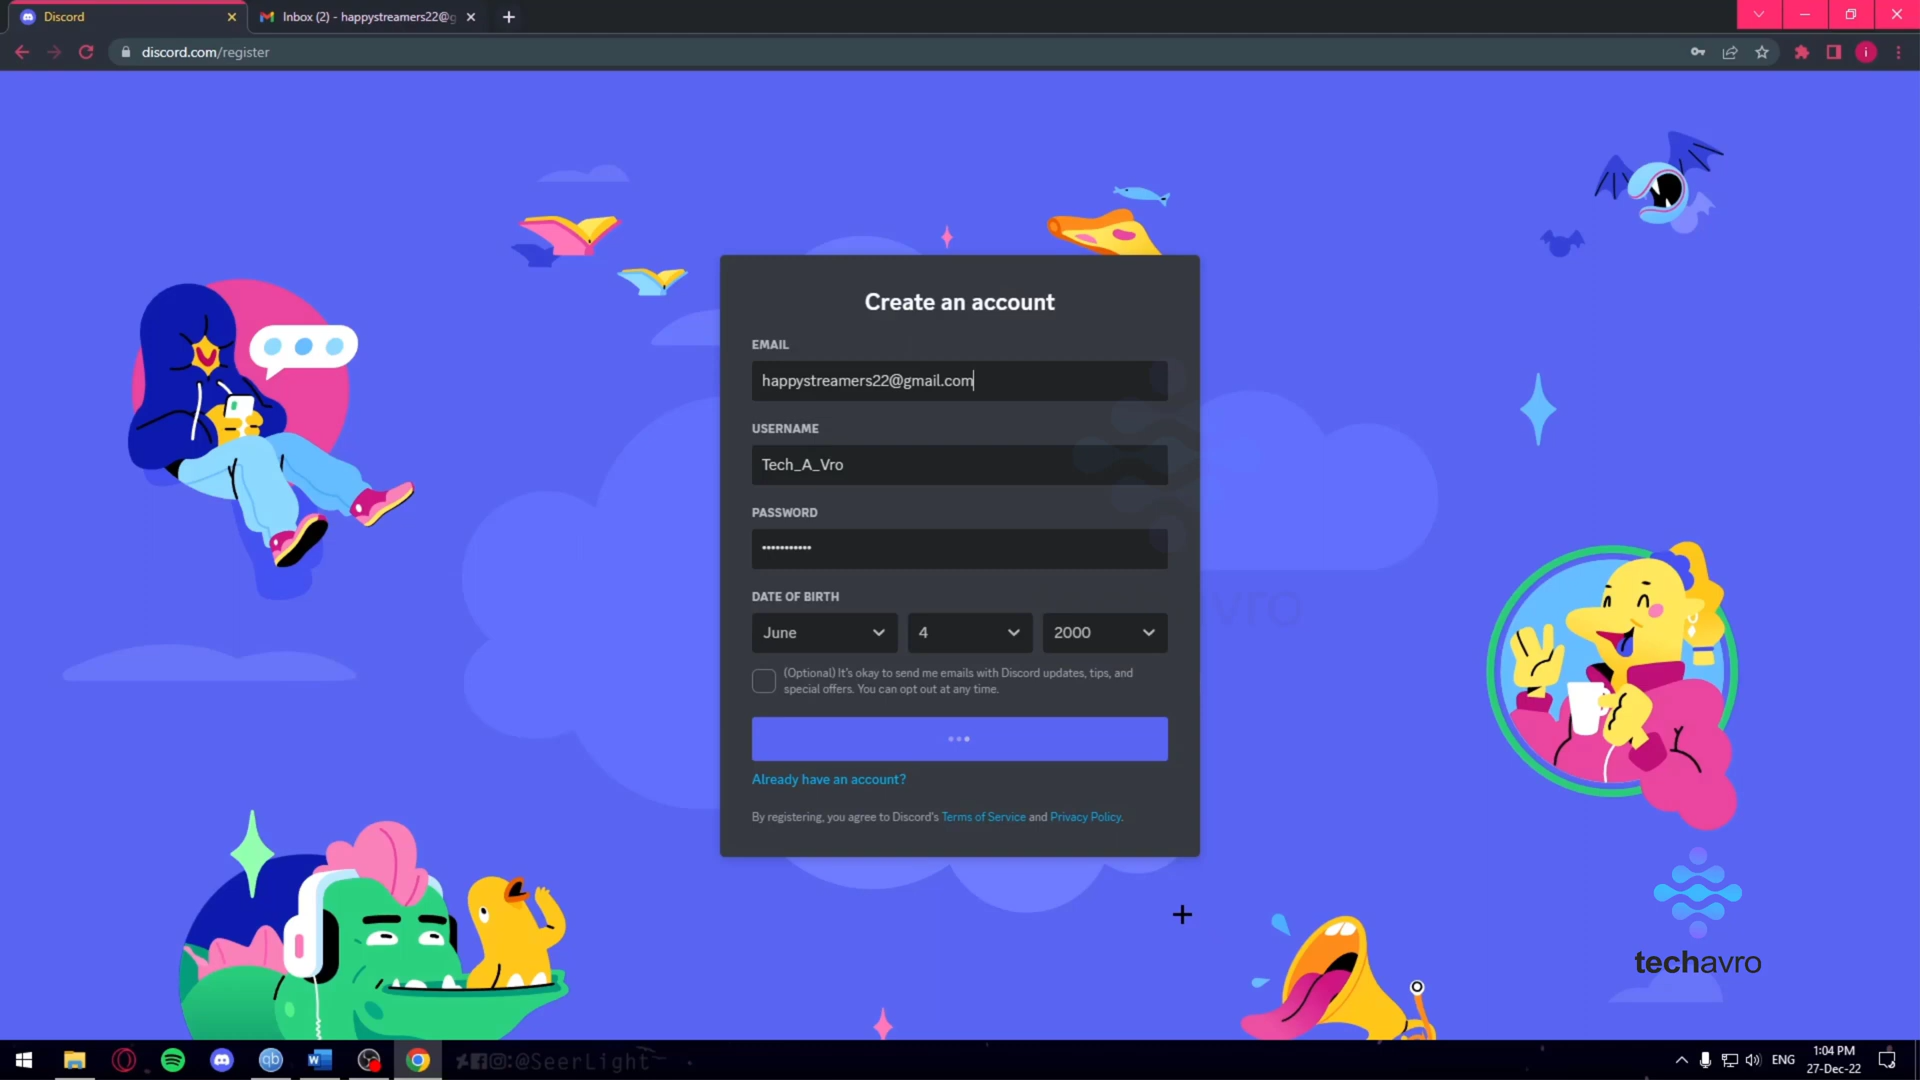 Discord
Inbox (2) - happystreamers22@g
discord.com/register
Create an account
EMAIL
happystreamers22@gmail.com
USERNAME
Tech_A_Vro
PASSWORD
•••••••••••
DATE OF BIRTH
June
4
2000
(Optional) It's okay to send me emails with Discord updates, tips, and
special offers. You can opt out at any time.
Already have an account?
By registering, you agree to Discord's Terms of Service and Privacy Policy.
avro
techavro
@SeerLight
ENG
1:04 PM
27-Dec-22